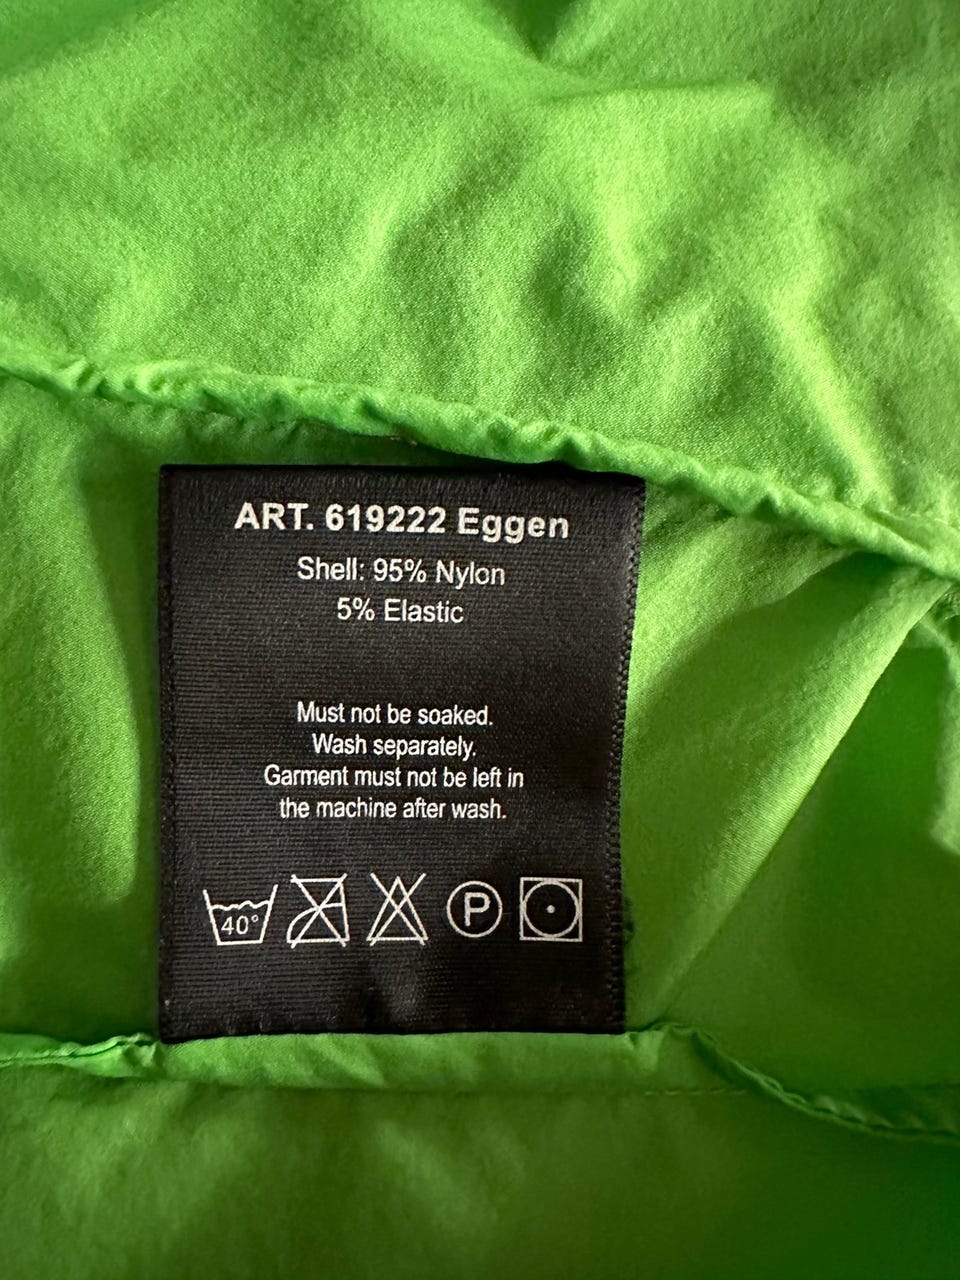 ART. 619222 Eggen
Shell: 95% Nylon
5% Elastic
Must not be soaked.
Wash separately.
Garment must not be left in
the machine after wash.
40° P